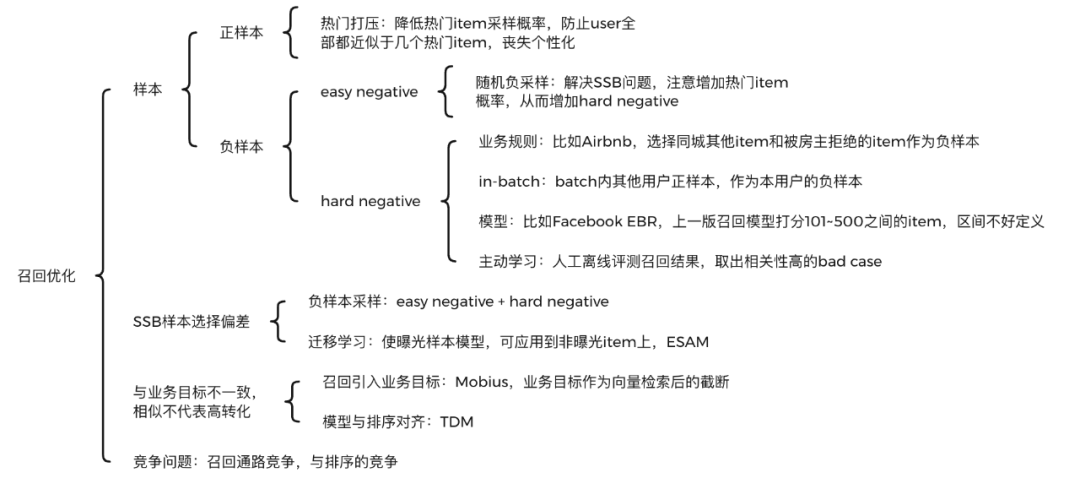 召回优化
样本
正样本
热门打压：降低热门item采样概率，防止user全
部都近似于几个热门item，丧失个性化
负样本
easy negative
随机负采样：解决SSB问题，注意增加热门item
概率，从而增加hard negative
hard negative
业务规则：比如Airbnb，选择同城其他item和被房主拒绝的item作为负样本
in-batch：batch内其他用户正样本，作为本用户的负样本
模型：比如Facebook EBR，上一版召回模型打分101~500之间的item，区间不好定义
主动学习：人工离线评测召回结果，取出相关性高的bad case
SSB样本选择偏差
负样本采样：easy negative + hard negative
迁移学习：使曝光样本模型，可应用到非曝光item上，ESAM
与业务目标不一致，
相似不代表高转化
召回引入业务目标：Mobius，业务目标作为向量检索后的截断
模型与排序对齐：TDM
竞争问题：召回通路竞争，与排序的竞争